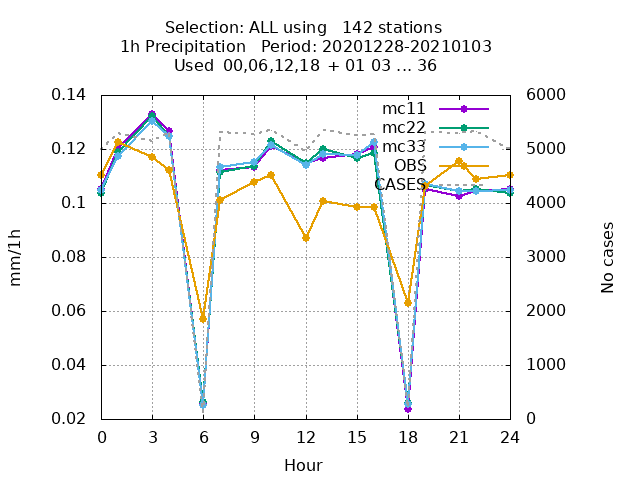 Selection: ALL using 142 stations
1h Precipitation Period: 20201228-20210103
Used 00,06,12,18 + 01 03 ... 36
0.14
0.12
0.1
0.08
0.06
0.04
0.02
mm/1h
6000
5000
4000
3000
2000
1000
0
No cases
mc11
mc22
mc33
OBS
CASES
0 3 6 9 12 15 18 21 24
Hour